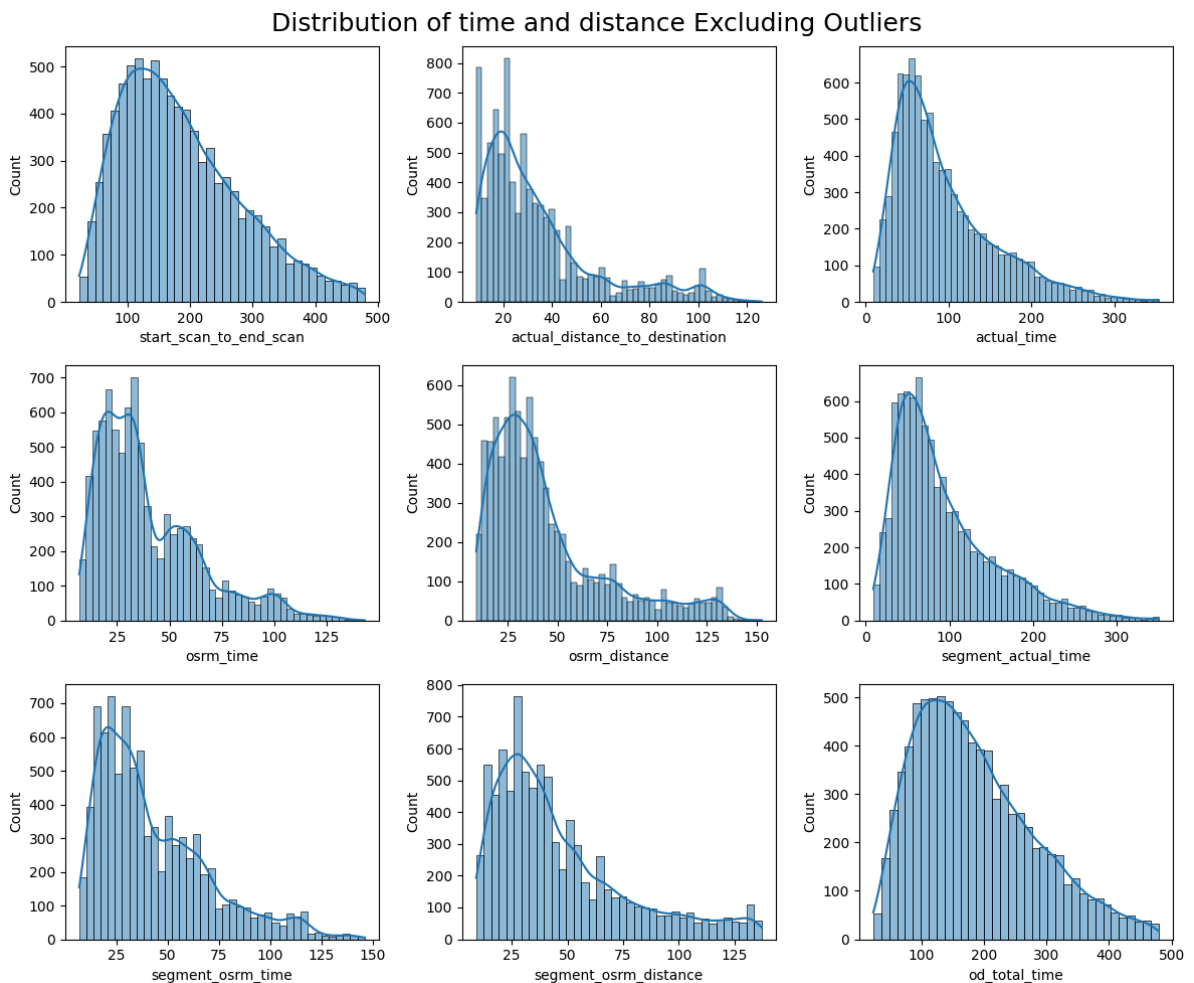 Distribution of time and distance Excluding Outliers
500
400
300
200
100
0
Count
100 200 300 400 500
start_scan_to_end_scan
800
700
600
500
400
300
200
100
0
Count
20 40 60 80 100 120
actual_distance_to_destination
600
500
400
300
200
100
0
Count
0 100 200 300
actual_time
700
600
500
400
300
200
100
0
Count
25 50 75 100 125
osrm_time
600
500
400
300
200
100
0
Count
25 50 75 100 125 150
osrm_distance
600
500
400
300
200
100
0
Count
0 100 200 300
segment_actual_time
700
600
500
400
300
200
100
0
Count
25 50 75 100 125 150
segment_osrm_time
800
700
600
500
400
300
200
100
0
Count
25 50 75 100 125
segment_osrm_distance
500
400
300
200
100
0
Count
100 200 300 400 500
od_total_time